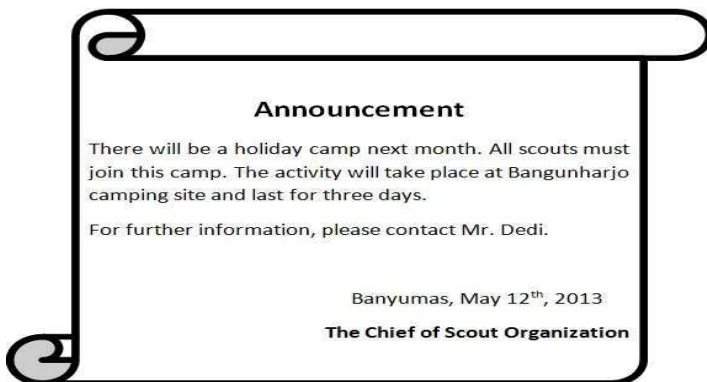 Announcement
There will be a holiday camp next month. All scouts must
join this camp. The activity will take place at Bangunharjo
camping site and last for three days.
For further information, please contact Mr. Dedi.
Banyumas, May 12th, 2013
The Chief of Scout Organization